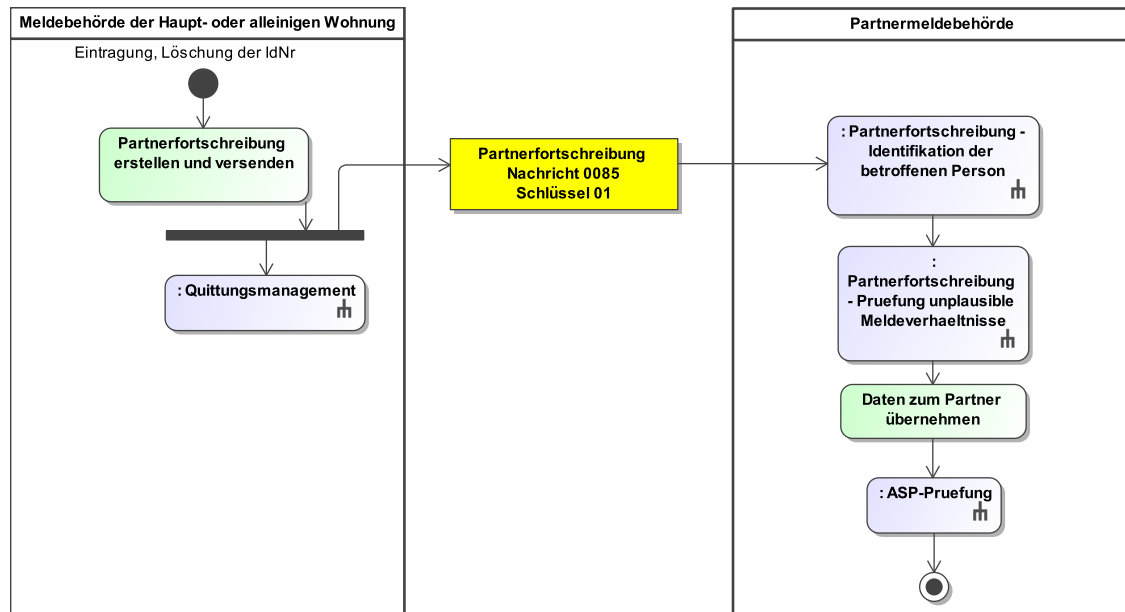 Meldebehörde der Haupt- oder alleinigen Wohnung
Eintragung, Löschung der IdNr
Partnerfortschreibung
erstellen und versenden
: Quittungsmanagement
Partnerfortschreibung
Nachricht 0085
Schlüssel 01
Partnermeldebehörde
: Partnerfortschreibung -
Identifikation der
betroffenen Person
:
Partnerfortschreibung
- Pruefung unplausible
Meldeverhaeltnisse
Daten zum Partner
übernehmen
: ASP-Pruefung